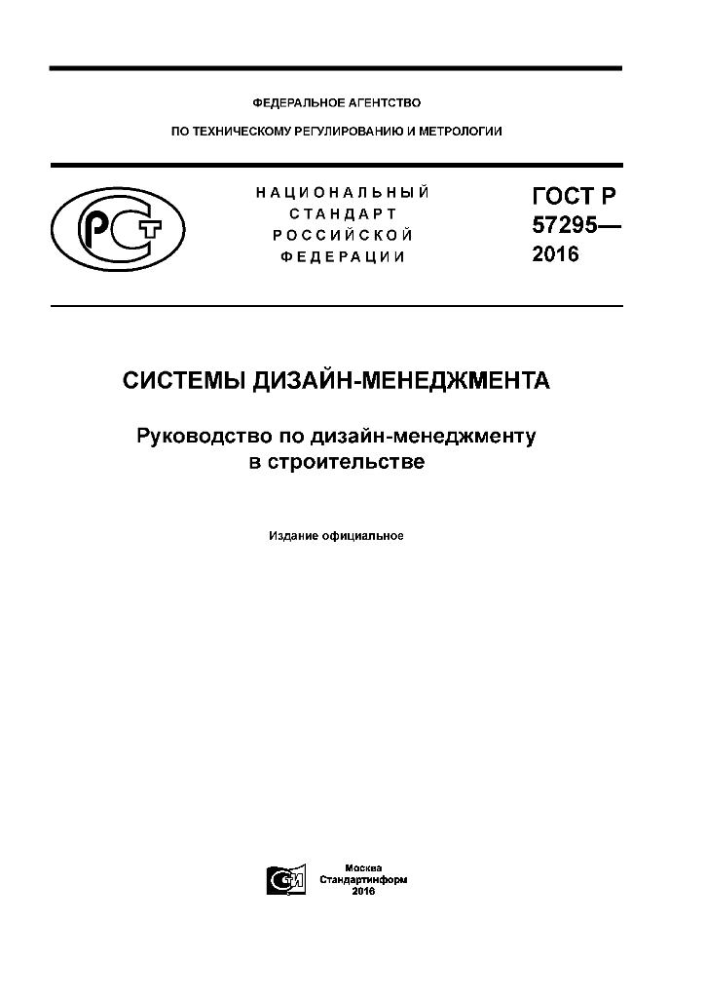 ФЕДЕРАЛЬНОЕ АГЕНТСТВО
ПО ТЕХНИЧЕСКОМУ РЕГУЛИРОВАНИЮ И МЕТРОЛОГИИ
РСТ
НАЦИОНАЛЬНЫЙ
СТАНДАРТ
РОССИЙСКОЙ
ФЕДЕРАЦИИ
ГОСТ Р
57295—
2016
СИСТЕМЫ ДИЗАЙН-МЕНЕДЖМЕНТА
Руководство по дизайн-менеджменту
в строительстве
Издание официальное
СТИ
Москва
Стандартинформ
2016